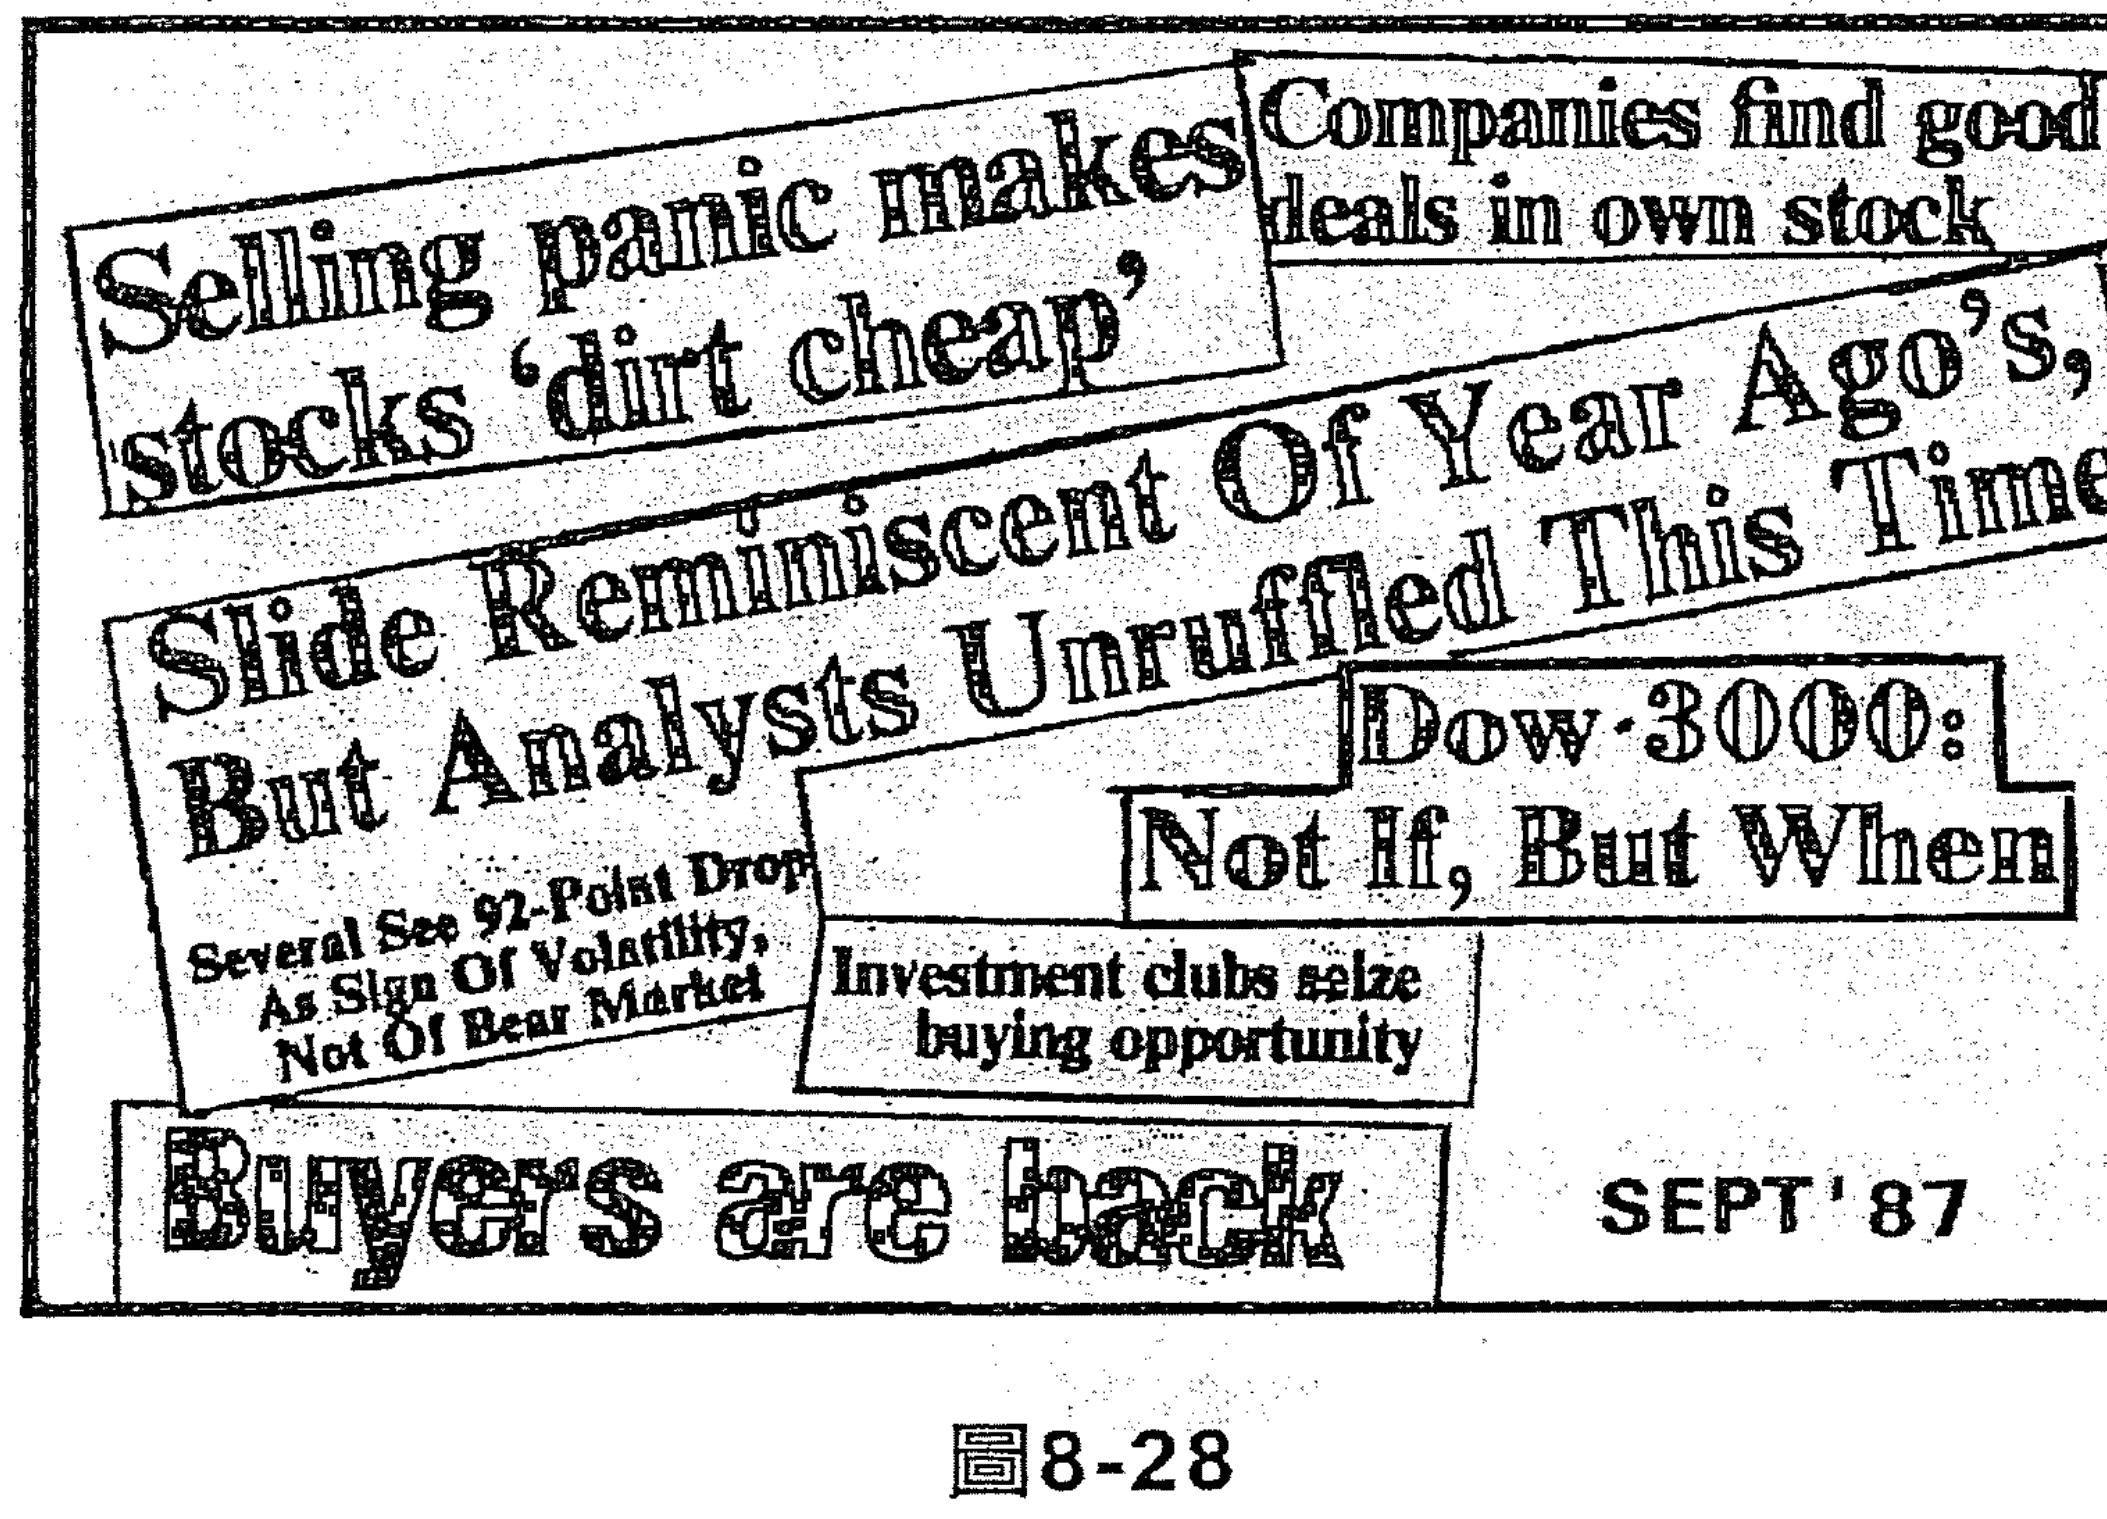 Selling panic makes
stocks ‘dirt cheap’
Companies find good
deals in own stock
Slide Reminiscent Of Year Ago’s,
But Analysts Unruffled This Time
Several See 92-Point Drop
As Sign Of Volatility,
Not Of Bear Market
Dow 3000:
Not If, But When
Investment clubs seize
buying opportunity
Buyers are back
SEPT'87
圖8-28